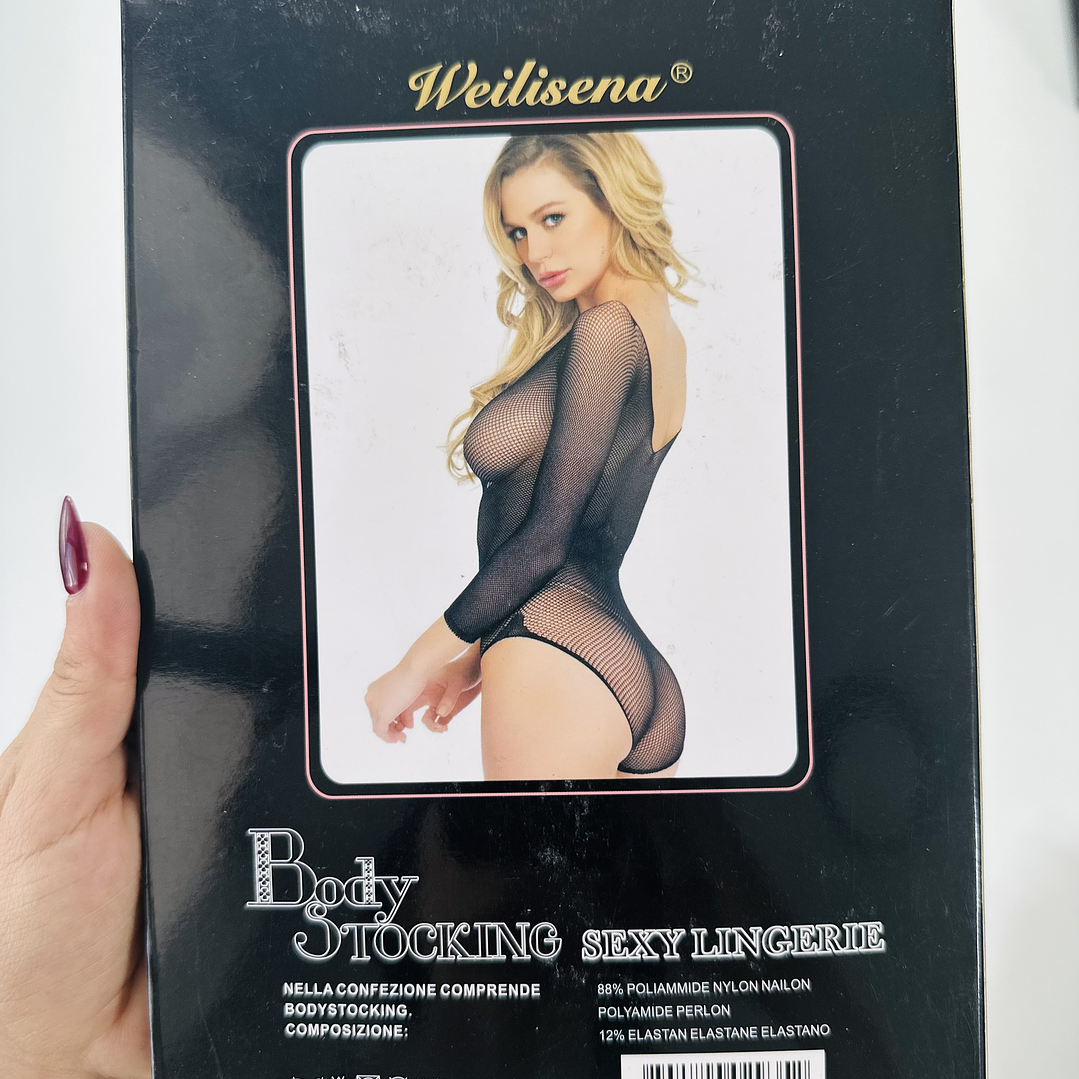 Weilisena®
Body
STOCKING
SEXY LINGERIE
NELLA CONFEZIONE COMPRENDE
BODYSTOCKING.
COMPOSIZIONE:
88% POLIAMMIDE NYLON NAILON
POLYAMIDE PERLON
12% ELASTAN ELASTANE ELASTANO